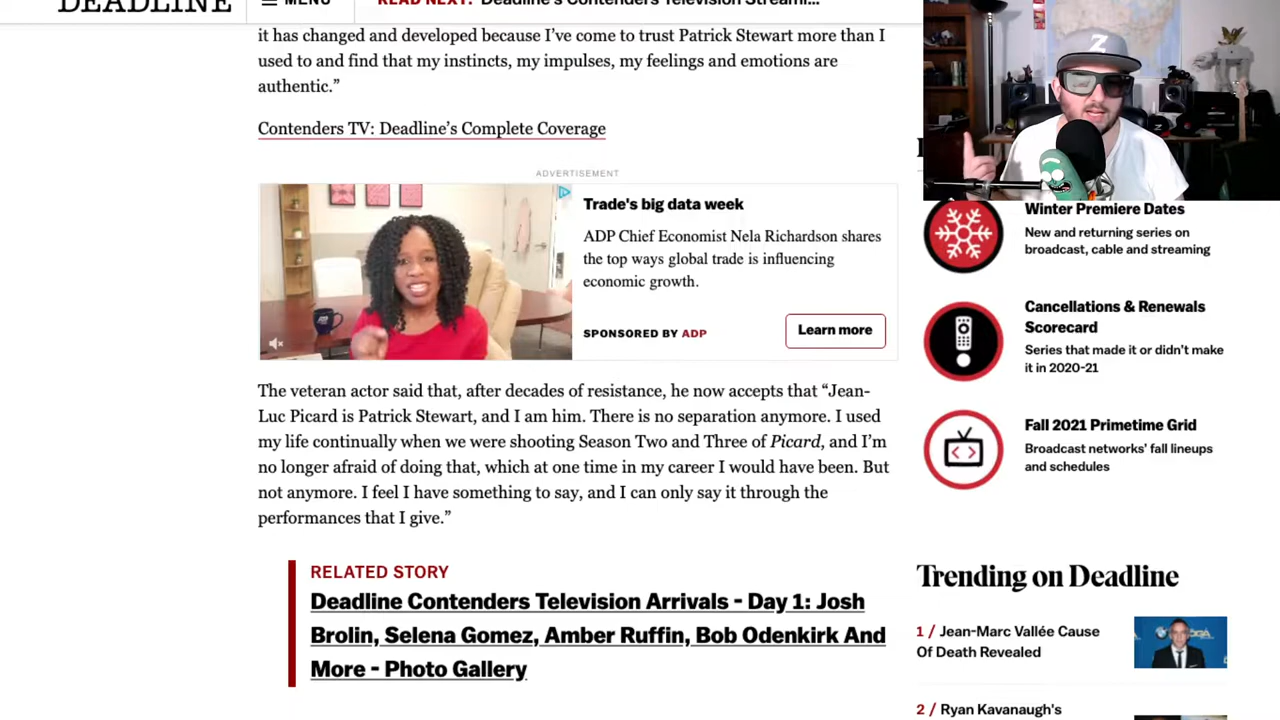 DEADLINE
MENU
READ NEXT: Deadline's Contenders Television Streami...
it has changed and developed because I’ve come to trust Patrick Stewart more than I
used to and find that my instincts, my impulses, my feelings and emotions are
authentic.”
Contenders TV: Deadline’s Complete Coverage
ADVERTISEMENT
Trade's big data week
ADP Chief Economist Nela Richardson shares
the top ways global trade is influencing
economic growth.
SPONSORED BY ADP
Learn more
The veteran actor said that, after decades of resistance, he now accepts that “Jean-
Luc Picard is Patrick Stewart, and I am him. There is no separation anymore. I used
my life continually when we were shooting Season Two and Three of Picard, and I’m
no longer afraid of doing that, which at one time in my career I would have been. But
not anymore. I feel I have something to say, and I can only say it through the
performances that I give.”
RELATED STORY
Deadline Contenders Television Arrivals - Day 1: Josh
Brolin, Selena Gomez, Amber Ruffin, Bob Odenkirk And
More - Photo Gallery
Z
Winter Premiere Dates
New and returning series on
broadcast, cable and streaming
Cancellations & Renewals
Scorecard
Series that made it or didn’t make
it in 2020-21
Fall 2021 Primetime Grid
Broadcast networks’ fall lineups
and schedules
Trending on Deadline
1 / Jean-Marc Vallée Cause
Of Death Revealed
2 / Ryan Kavanaugh's